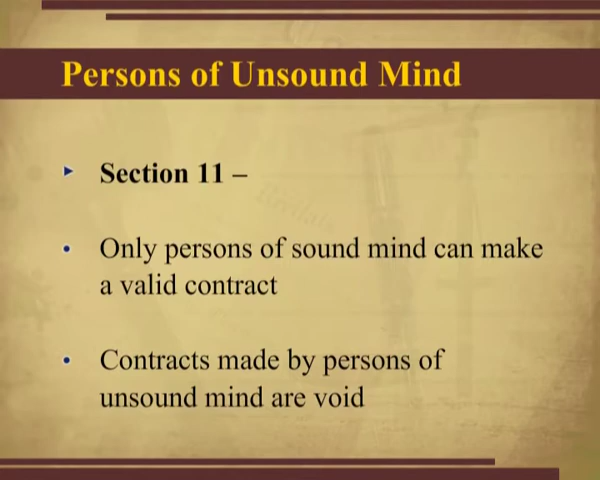 Persons of Unsound Mind
Section 11 –
Only persons of sound mind can make
a valid contract
Contracts made by persons of
unsound mind are void